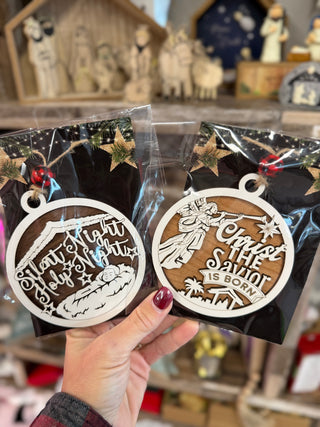 Silent Night
Holy Night
Christ
THE
Savior
IS BORN